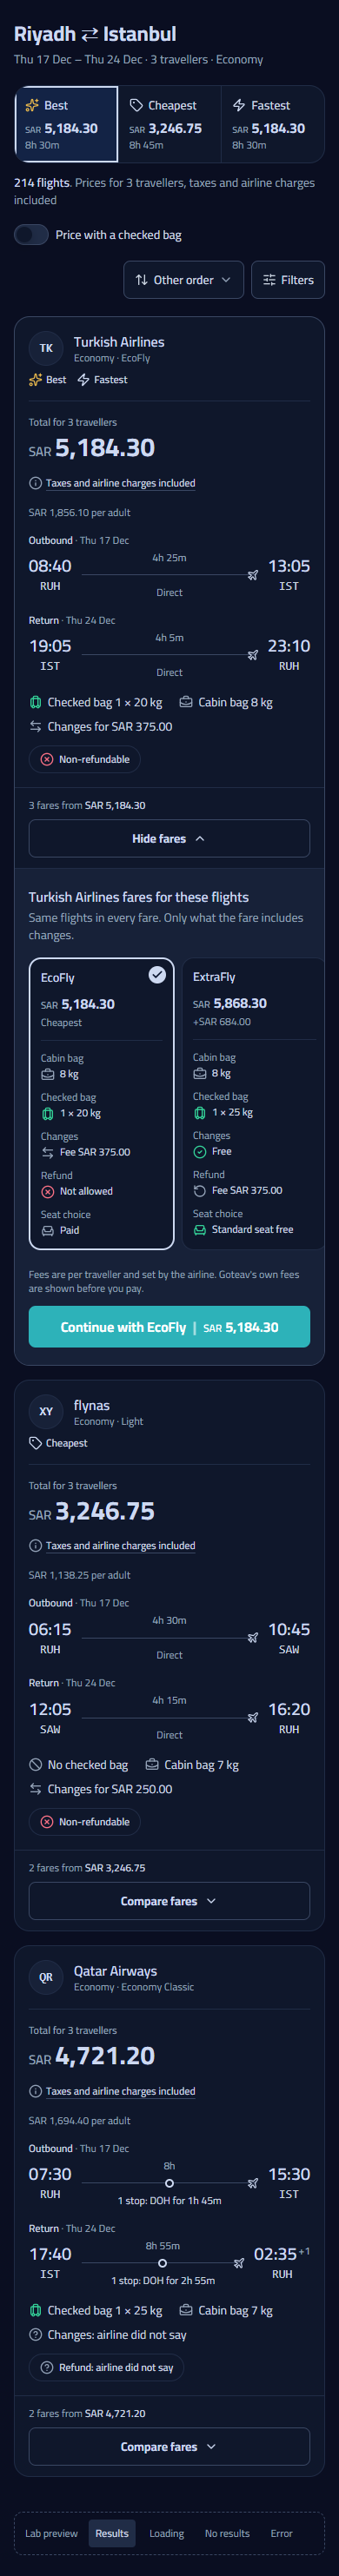 Riyadh ⇄ Istanbul
Thu 17 Dec – Thu 24 Dec · 3 travellers · Economy
Best
SAR 5,184.30
8h 30m
Cheapest
SAR 3,246.75
8h 45m
Fastest
SAR 5,184.30
8h 30m
214 flights. Prices for 3 travellers, taxes and airline charges
included
Price with a checked bag
Other order
Filters
TK
Turkish Airlines
Economy · EcoFly
Best
Fastest
Total for 3 travellers
SAR 5,184.30
Taxes and airline charges included
SAR 1,856.10 per adult
Outbound · Thu 17 Dec
08:40
RUH
4h 25m
Direct
13:05
IST
Return · Thu 24 Dec
19:05
IST
4h 5m
Direct
23:10
RUH
Checked bag 1 × 20 kg
Cabin bag 8 kg
Changes for SAR 375.00
Non-refundable
3 fares from SAR 5,184.30
Hide fares
Turkish Airlines fares for these flights
Same flights in every fare. Only what the fare includes
changes.
EcoFly
SAR 5,184.30
Cheapest
Cabin bag
8 kg
Checked bag
1 × 20 kg
Changes
Fee SAR 375.00
Refund
Not allowed
Seat choice
Paid
ExtraFly
SAR 5,868.30
+SAR 684.00
Cabin bag
8 kg
Checked bag
1 × 25 kg
Changes
Free
Refund
Fee SAR 375.00
Seat choice
Standard seat free
Fees are per traveller and set by the airline. Goteav's own fees
are shown before you pay.
Continue with EcoFly | SAR 5,184.30
XY
flynas
Economy · Light
Cheapest
Total for 3 travellers
SAR 3,246.75
Taxes and airline charges included
SAR 1,138.25 per adult
Outbound · Thu 17 Dec
06:15
RUH
4h 30m
Direct
10:45
SAW
Return · Thu 24 Dec
12:05
SAW
4h 15m
Direct
16:20
RUH
No checked bag
Cabin bag 7 kg
Changes for SAR 250.00
Non-refundable
2 fares from SAR 3,246.75
Compare fares
QR
Qatar Airways
Economy · Economy Classic
Total for 3 travellers
SAR 4,721.20
Taxes and airline charges included
SAR 1,694.40 per adult
Outbound · Thu 17 Dec
07:30
RUH
8h
1 stop: DOH for 1h 45m
15:30
IST
Return · Thu 24 Dec
17:40
IST
8h 55m
1 stop: DOH for 2h 55m
02:35 +1
RUH
Checked bag 1 × 25 kg
Cabin bag 7 kg
Changes: airline did not say
Refund: airline did not say
2 fares from SAR 4,721.20
Compare fares
Lab preview
Results
Loading
No results
Error